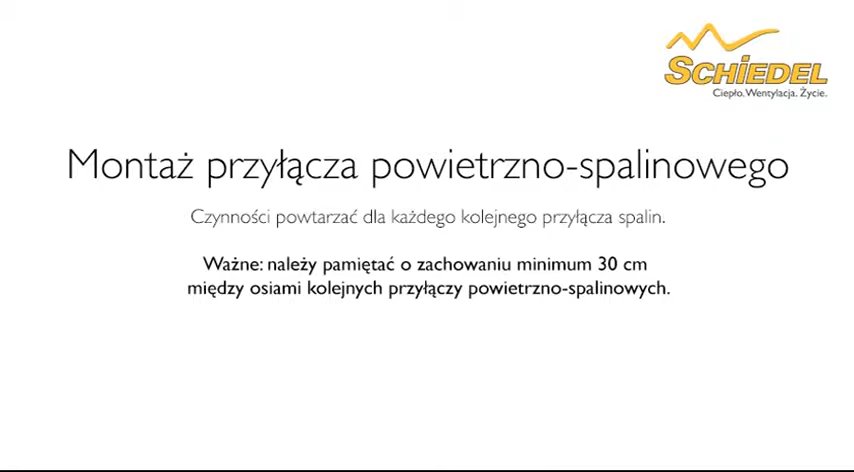 SCHIEDEL
Ciepło. Wentylacja. Życie.
Montaż przyłącza powietrzno-spalinowego
Czynności powtarzać dla każdego kolejnego przyłącza spalin.
Ważne: należy pamiętać o zachowaniu minimum 30 cm
między osiami kolejnych przyłączy powietrzno-spalinowych.